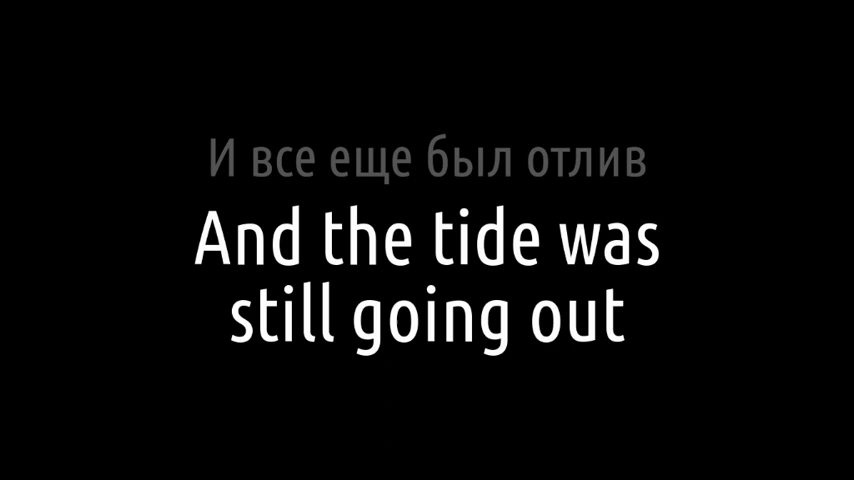 И все еще был отлив
And the tide was
still going out